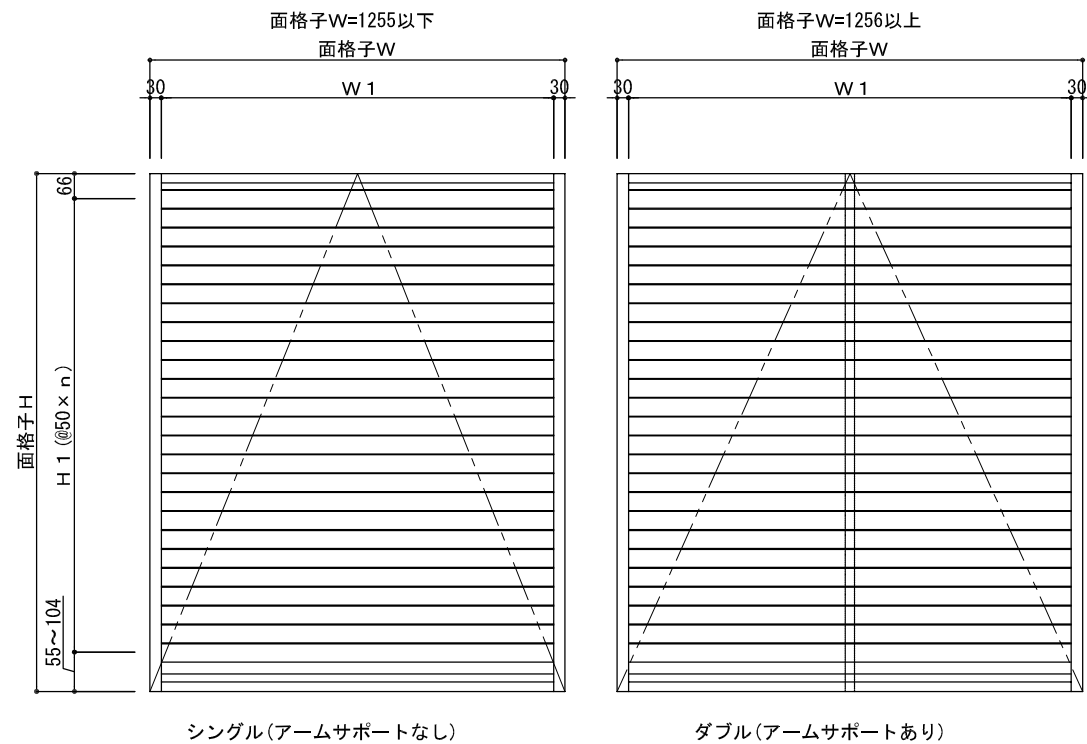 面格子W=1255以下
面格子W
30
W1
30
面格子W=1256以上
面格子W
30
W1
30
66
面格子H
H1(@50×n)
55~104
シングル(アームサポートなし)
ダブル(アームサポートあり)